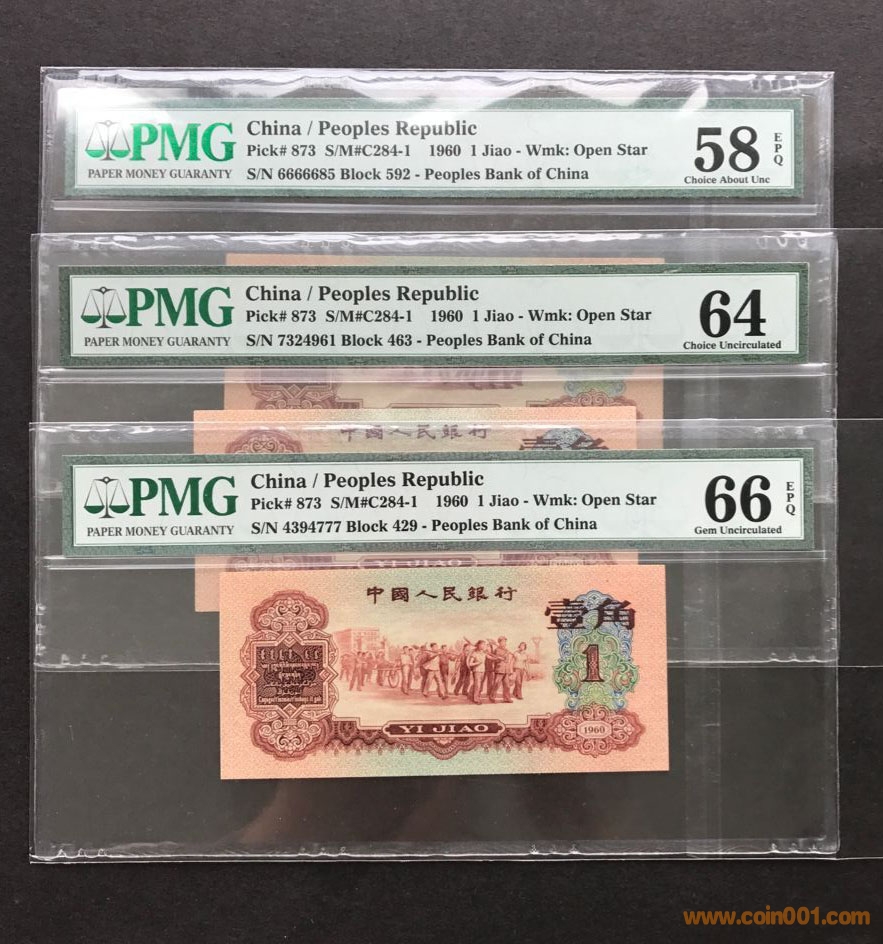 PMG
PAPER MONEY GUARANTY
China / Peoples Republic
Pick# 873 S/M#C284-1 1960 1 Jiao - Wmk: Open Star
S/N 6666685 Block 592 - Peoples Bank of China
58
EPQ
Choice About Unc
PMG
PAPER MONEY GUARANTY
China / Peoples Republic
Pick# 873 S/M#C284-1 1960 1 Jiao - Wmk: Open Star
S/N 7324961 Block 463 - Peoples Bank of China
64
Choice Uncirculated
中國人民銀行
壹角
PMG
PAPER MONEY GUARANTY
China / Peoples Republic
Pick# 873 S/M#C284-1 1960 1 Jiao - Wmk: Open Star
S/N 4394777 Block 429 - Peoples Bank of China
66
EPQ
Gem Uncirculated
中國人民銀行
壹角
1
YI JIAO
1960
www.coin001.com